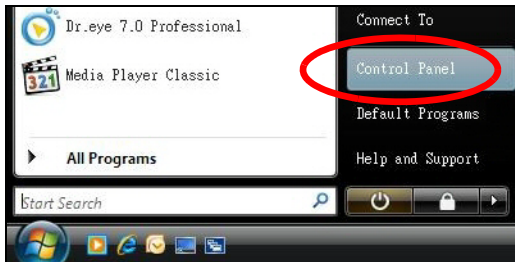 Dr.eye 7.0 Professional
321
Media Player Classic
All Programs
Start Search
Connect To
Control Panel
Default Programs
Help and Support